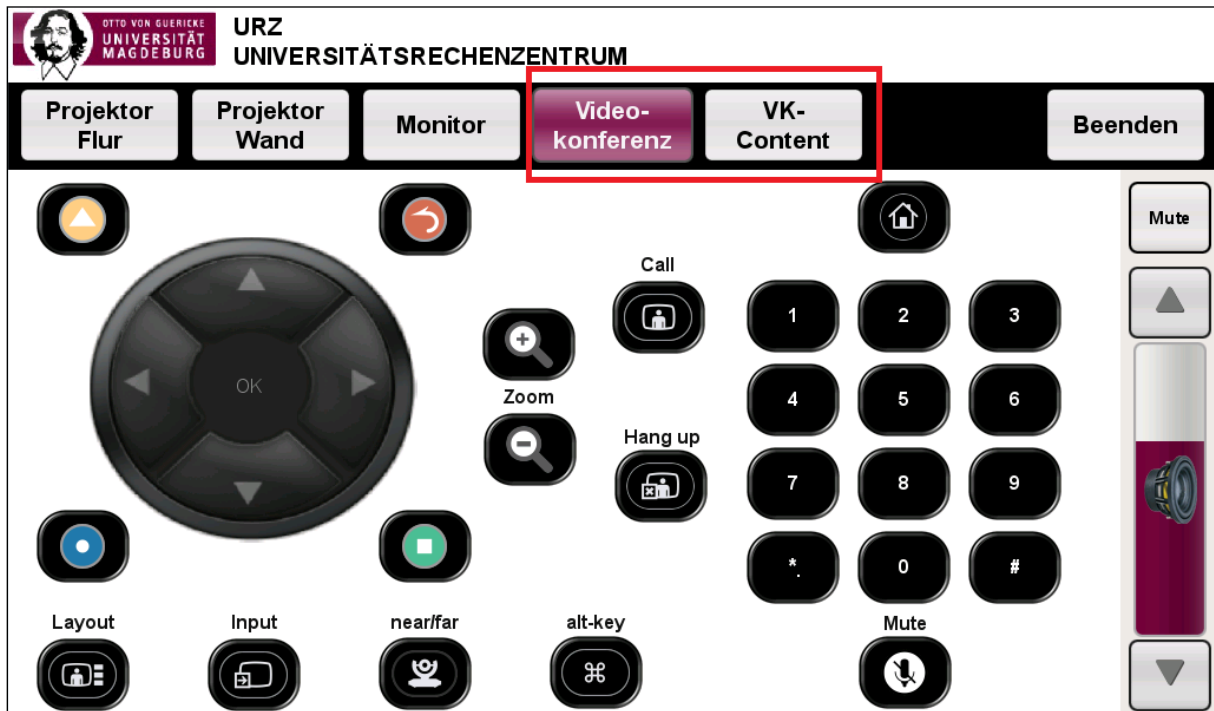 OTTO VON GUERICKE
UNIVERSITÄT
MAGDEBURG
URZ
UNIVERSITÄTSRECHENZENTRUM
Projektor
Flur
Projektor
Wand
Monitor
Video-
konferenz
VK-
Content
Beenden
Mute
Call
1 2 3
OK
Zoom
4 5 6
Hang up
7 8 9
*. 0 #
Layout Input near/far alt-key Mute